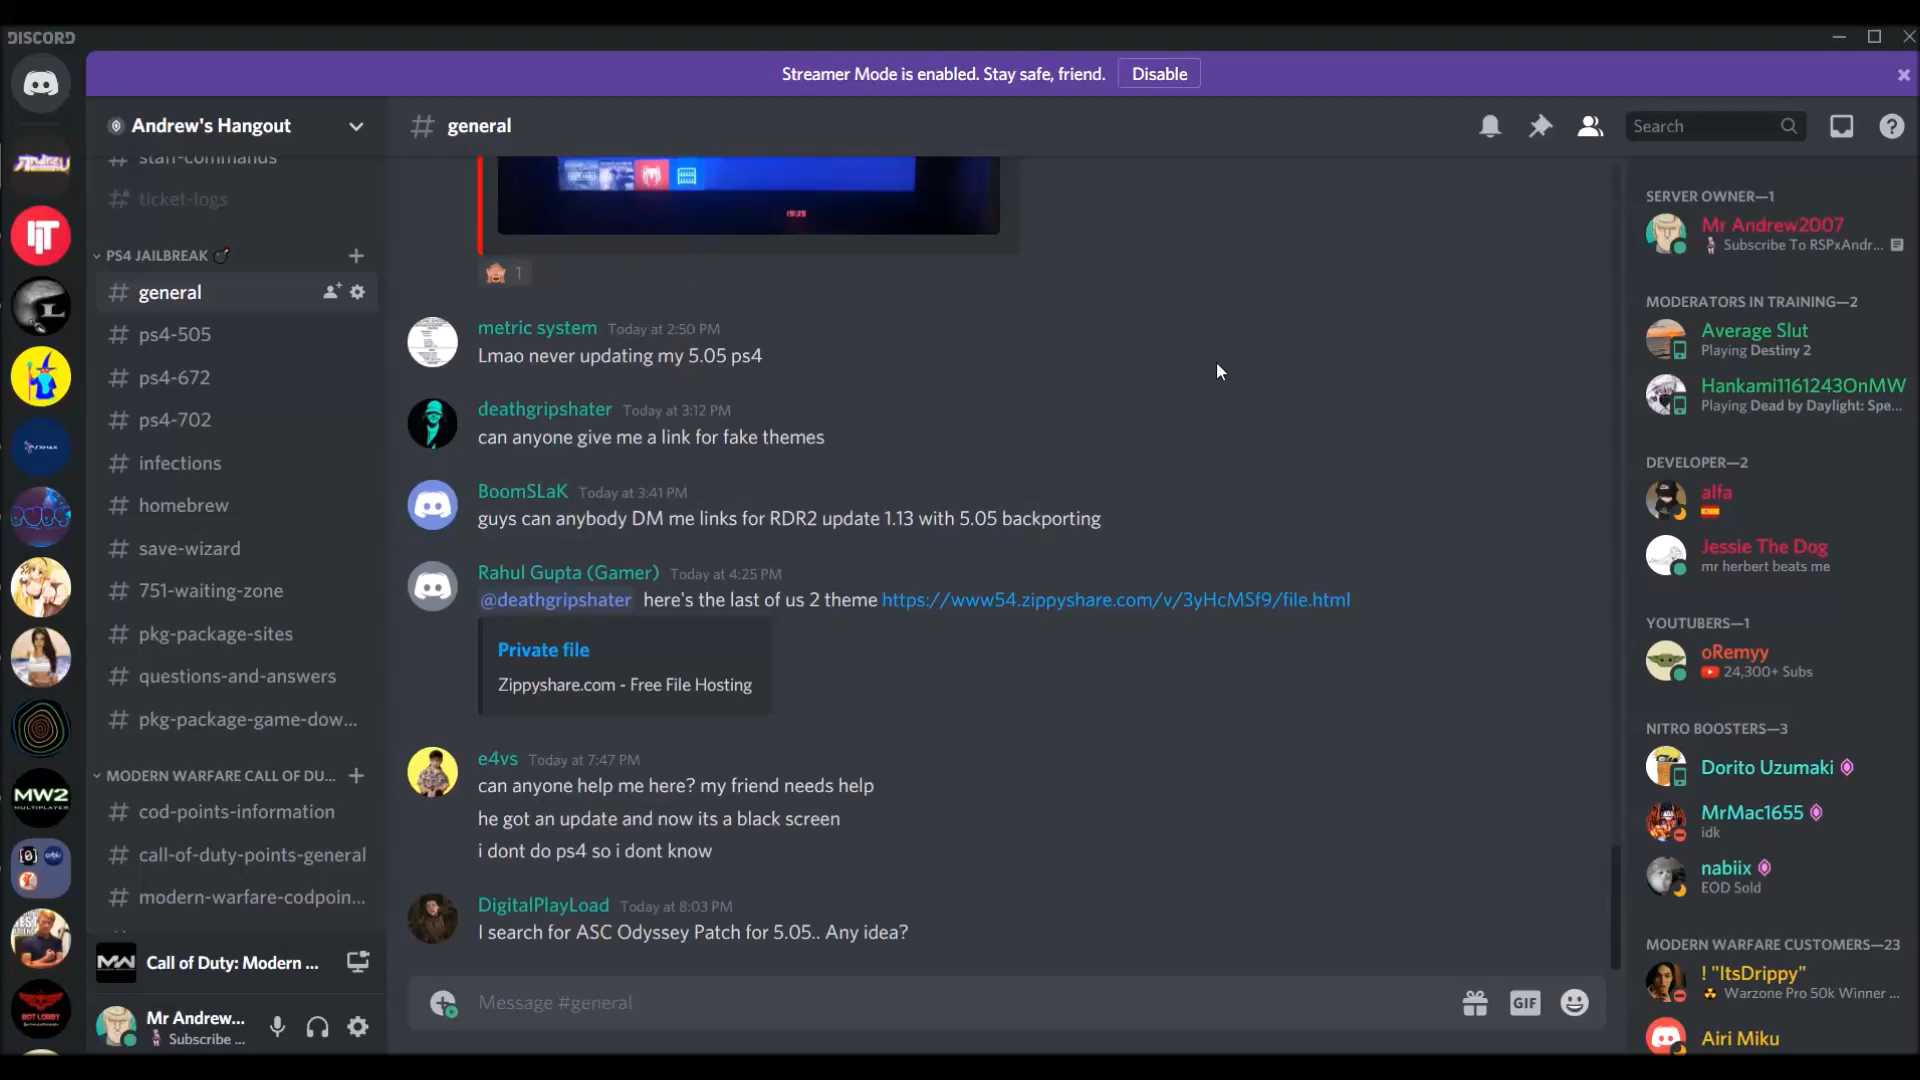 DISCORD
Streamer Mode is enabled. Stay safe, friend.
Disable
Andrew's Hangout
general
Search
staff-commands
ticket-logs
PS4 JAILBREAK
general
ps4-505
ps4-672
ps4-702
infections
homebrew
save-wizard
751-waiting-zone
pkg-package-sites
questions-and-answers
pkg-package-game-dow...
MODERN WARFARE CALL OF DU...
cod-points-information
call-of-duty-points-general
modern-warfare-codpoin...
Call of Duty: Modern ...
Mr Andrew...
Subscribe ...
MW2
MULTIPLAYER
BOT LOBBY
1
metric system Today at 2:50 PM
Lmao never updating my 5.05 ps4
deathgripshater Today at 3:12 PM
can anyone give me a link for fake themes
BoomSLaK Today at 3:41 PM
guys can anybody DM me links for RDR2 update 1.13 with 5.05 backporting
Rahul Gupta (Gamer) Today at 4:25 PM
@deathgripshater here's the last of us 2 theme https://www54.zippyshare.com/v/3yHcMSf9/file.html
Private file
Zippyshare.com - Free File Hosting
e4vs Today at 7:47 PM
can anyone help me here? my friend needs help
he got an update and now its a black screen
i dont do ps4 so i dont know
DigitalPlayLoad Today at 8:03 PM
I search for ASC Odyssey Patch for 5.05.. Any idea?
Message #general
GIF
SERVER OWNER—1
Mr Andrew2007
Subscribe To RSPxAndr...
MODERATORS IN TRAINING—2
Average Slut
Playing Destiny 2
Hankami1161243OnMW
Playing Dead by Daylight: Spe...
DEVELOPER—2
alfa
Jessie The Dog
mr herbert beats me
YOUTUBERS—1
oRemyy
24,300+ Subs
NITRO BOOSTERS—3
Dorito Uzumaki
MrMac1655
idk
nabiix
EOD Sold
MODERN WARFARE CUSTOMERS—23
! "ItsDrippy"
Warzone Pro 50k Winner ...
Airi Miku